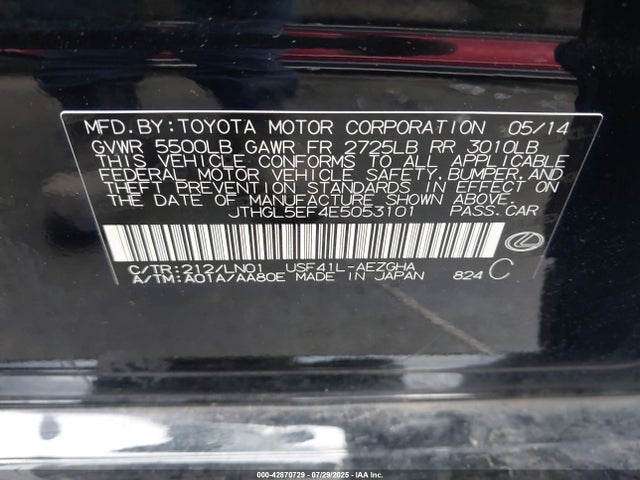 MFD.BY:TOYOTA MOTOR CORPORATION 05/14
GVWR 5500LB GAWR FR 2725LB RR 3010LB
THIS VEHICLE CONFORMS TO ALL APPLICABLE
FEDERAL MOTOR VEHICLE SAFETY,BUMPER,AND
THEFT PREVENTION STANDARDS IN EFFECT ON
THE DATE OF MANUFACTURE SHOWN ABOVE.
JTHGL5EF4E5053101 PASS.CAR
C/TR:212/LN01 USF41L-AEZGHA
A/TM:A01A/AA80E MADE IN JAPAN 824 C
000-42870729 - 07/29/2025 - IAA Inc.